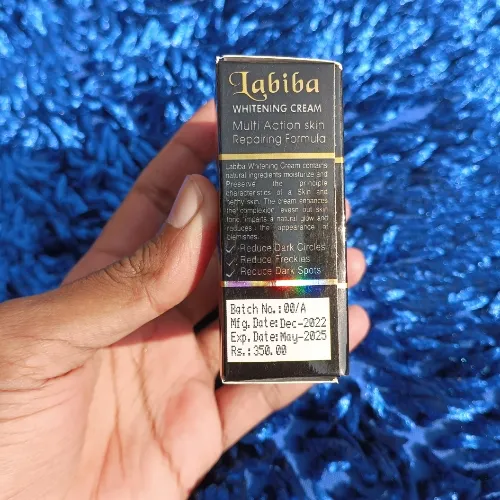 Labiba
WHITENING CREAM
Multi Action skin
Repairing Formula
Labiba Whitening Cream contains
natural ingredients moisturize and
Preserve the principle
characteristics of a Skin and
helthy skin. The cream enhances
the complexion, evean out skin
tone, imparts a natural glow and
reduces the appearance of
blemishes.
Reduce Dark Circles
Reduce Freckles
Reduce Dark Spots
Batch No.:00/A
Mfg. Date:Dec-2022
Exp. Date:May-2025
Rs.:350.00